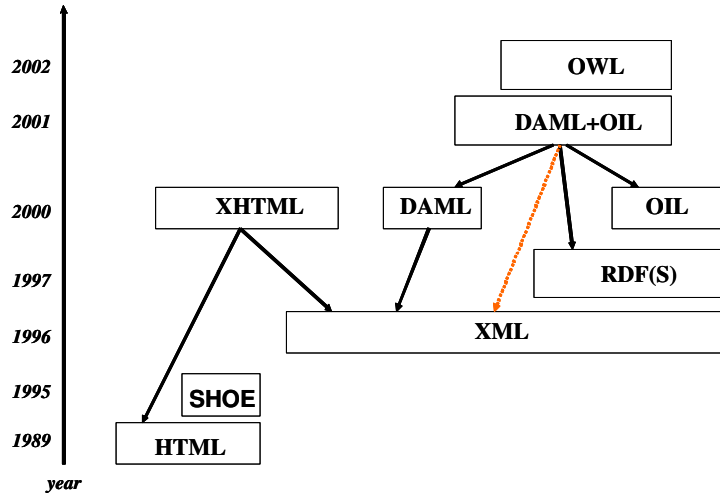 2002
OWL
2001
DAML+OIL
2000
XHTML
DAML
OIL
1997
RDF(S)
1996
XML
1995
SHOE
1989
HTML
year